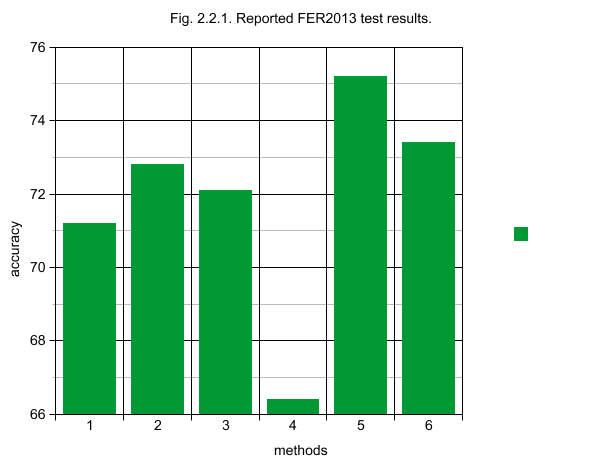 Fig. 2.2.1. Reported FER2013 test results.
76
74
72
70
68
66
accuracy
1 2 3 4 5 6
methods